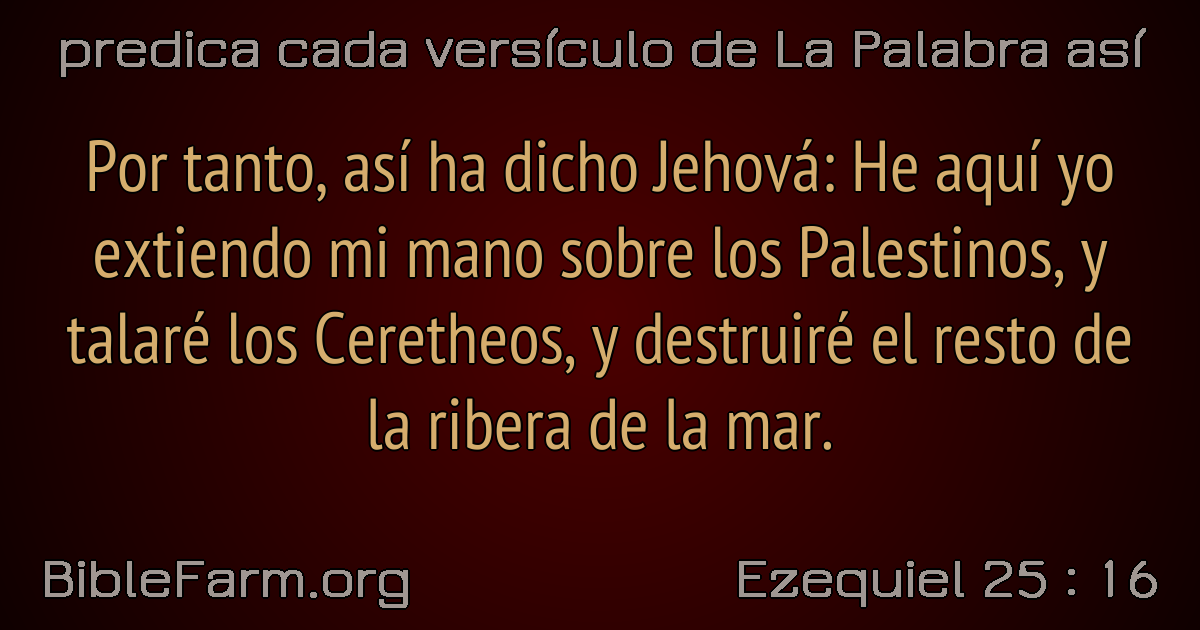 predica cada versículo de La Palabra así
Por tanto, así ha dicho Jehová: He aquí yo
extiendo mi mano sobre los Palestinos, y
talaré los Ceretheos, y destruiré el resto de
la ribera de la mar.
BibleFarm.org
Ezequiel 25 : 16